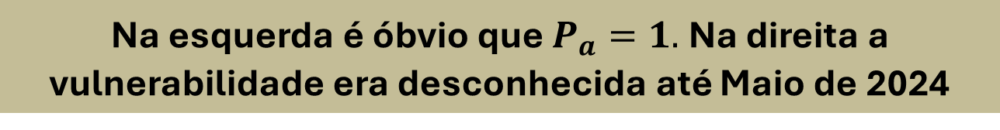 Na esquerda é óbvio que Pₐ = 1. Na direita a
vulnerabilidade era desconhecida até Maio de 2024